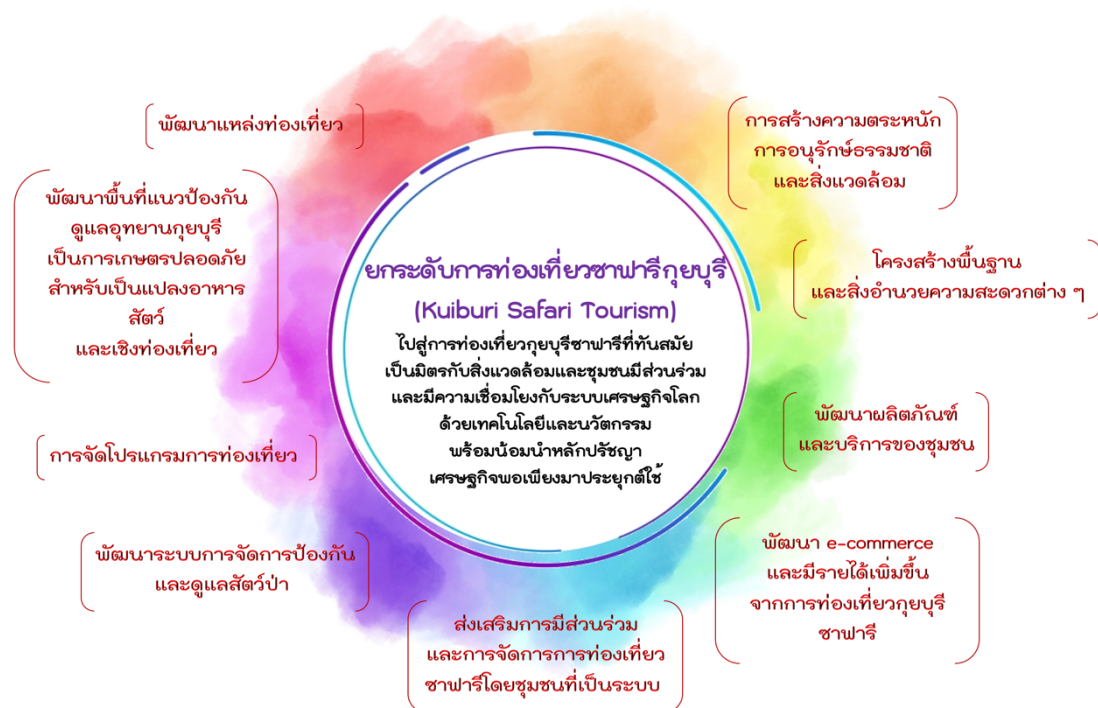 พัฒนาแหล่งท่องเที่ยว
การสร้างความตระหนัก
การอนุรักษ์ธรรมชาติ
และสิ่งแวดล้อม
พัฒนาพื้นที่แนวป้องกัน
ดูแลอุทยานกุยบุรี
เป็นการเกษตรปลอดภัย
สำหรับเป็นแปลงอาหาร
สัตว์
และเชิงท่องเที่ยว
โครงสร้างพื้นฐาน
และสิ่งอำนวยความสะดวกต่าง ๆ
ยกระดับการท่องเที่ยวซาฟารีกุยบุรี
(Kuiburi Safari Tourism)
ไปสู่การท่องเที่ยวกุยบุรีซาฟารีที่ทันสมัย
เป็นมิตรกับสิ่งแวดล้อมและชุมชนมีส่วนร่วม
และมีความเชื่อมโยงกับระบบเศรษฐกิจโลก
ด้วยเทคโนโลยีและนวัตกรรม
พร้อมน้อมนำหลักปรัชญา
เศรษฐกิจพอเพียงมาประยุกต์ใช้
การจัดโปรแกรมการท่องเที่ยว
พัฒนาผลิตภัณฑ์
และบริการของชุมชน
พัฒนาระบบการจัดการป้องกัน
และดูแลสัตว์ป่า
พัฒนา e-commerce
และมีรายได้เพิ่มขึ้น
จากการท่องเที่ยวกุยบุรี
ซาฟารี
ส่งเสริมการมีส่วนร่วม
และการจัดการการท่องเที่ยว
ซาฟารีโดยชุมชนที่เป็นระบบ